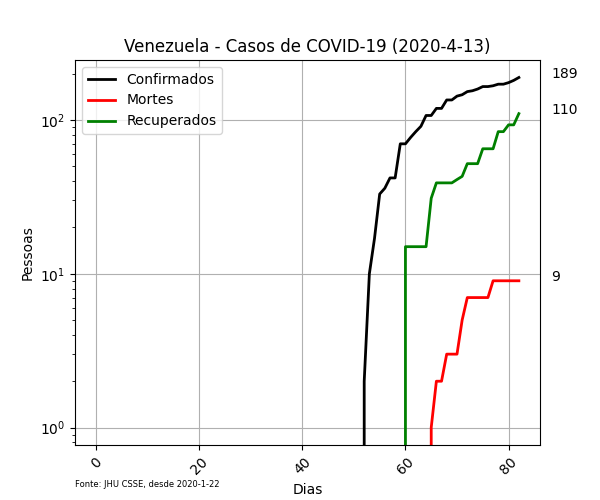 Venezuela - Casos de COVID-19 (2020-4-13)
Confirmados
Mortes
Recuperados
189
110
9
Pessoas
10²
10¹
10⁰
0
20
40
60
80
Dias
Fonte: JHU CSSE, desde 2020-1-22